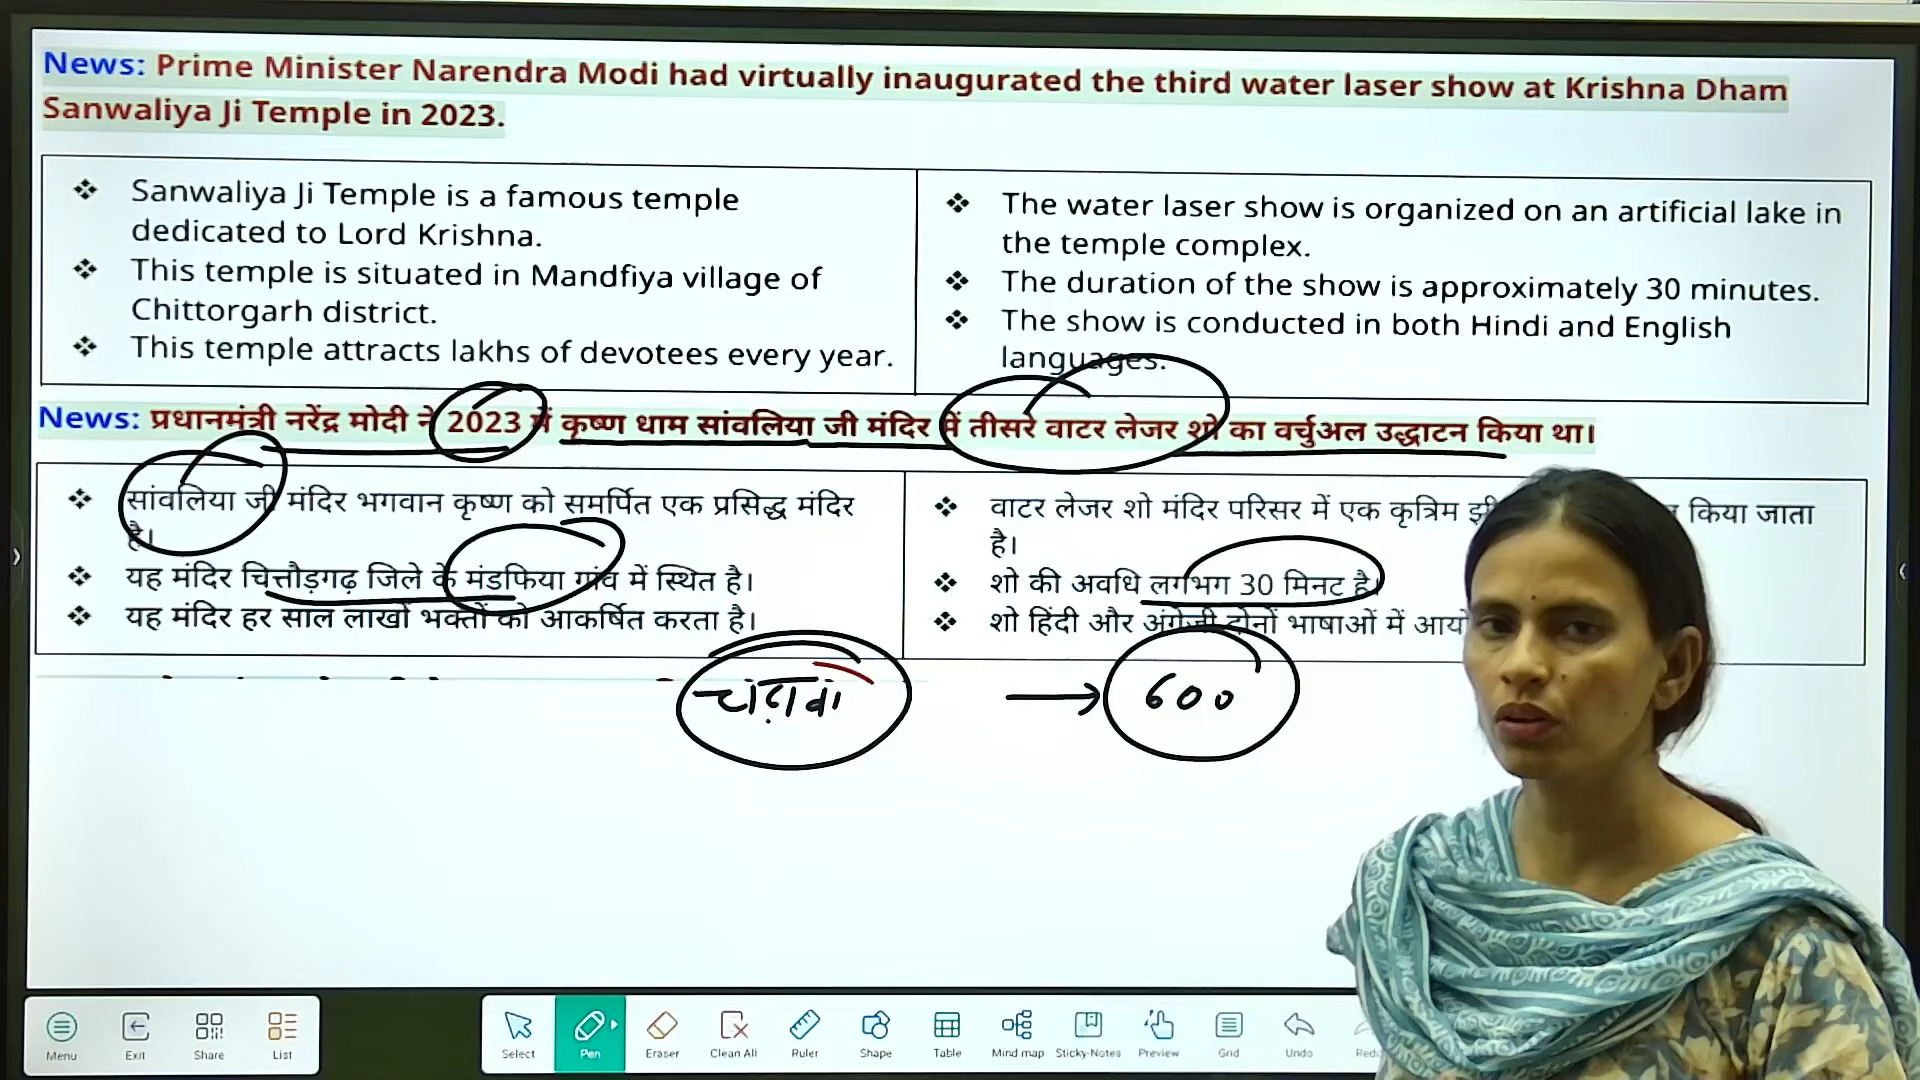 News: Prime Minister Narendra Modi had virtually inaugurated the third water laser show at Krishna Dham
Sanwaliya Ji Temple in 2023.
❖ Sanwaliya Ji Temple is a famous temple
dedicated to Lord Krishna.
❖ This temple is situated in Mandfiya village of
Chittorgarh district.
❖ This temple attracts lakhs of devotees every year.
❖ The water laser show is organized on an artificial lake in
the temple complex.
❖ The duration of the show is approximately 30 minutes.
❖ The show is conducted in both Hindi and English
languages.
News: प्रधानमंत्री नरेंद्र मोदी ने 2023 में कृष्ण धाम सांवलिया जी मंदिर में तीसरे वाटर लेजर शो का वर्चुअल उद्घाटन किया था।
❖ सांवलिया जी मंदिर भगवान कृष्ण को समर्पित एक प्रसिद्ध मंदिर
है।
❖ यह मंदिर चित्तौड़गढ़ जिले के मंडफिया गांव में स्थित है।
❖ यह मंदिर हर साल लाखों भक्तों को आकर्षित करता है।
❖ वाटर लेजर शो मंदिर परिसर में एक कृत्रिम किया जाता
है।
❖ शो की अवधि लगभग 30 मिनट है।
❖ शो हिंदी और अंग्रेजी दोनों भाषाओं में
600
Menu Exit Share List Select Pen Eraser Clean All Ruler Shape Table Mind map Sticky-Notes Preview Grid Undo